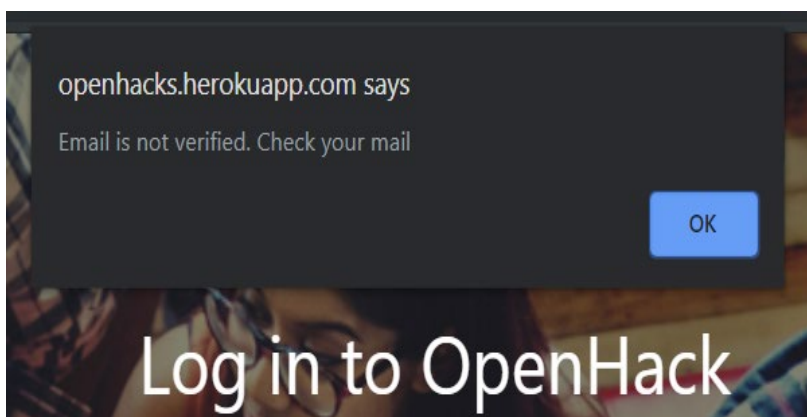 openhacks.herokuapp.com says
Email is not verified. Check your mail
OK
Log in to OpenHack